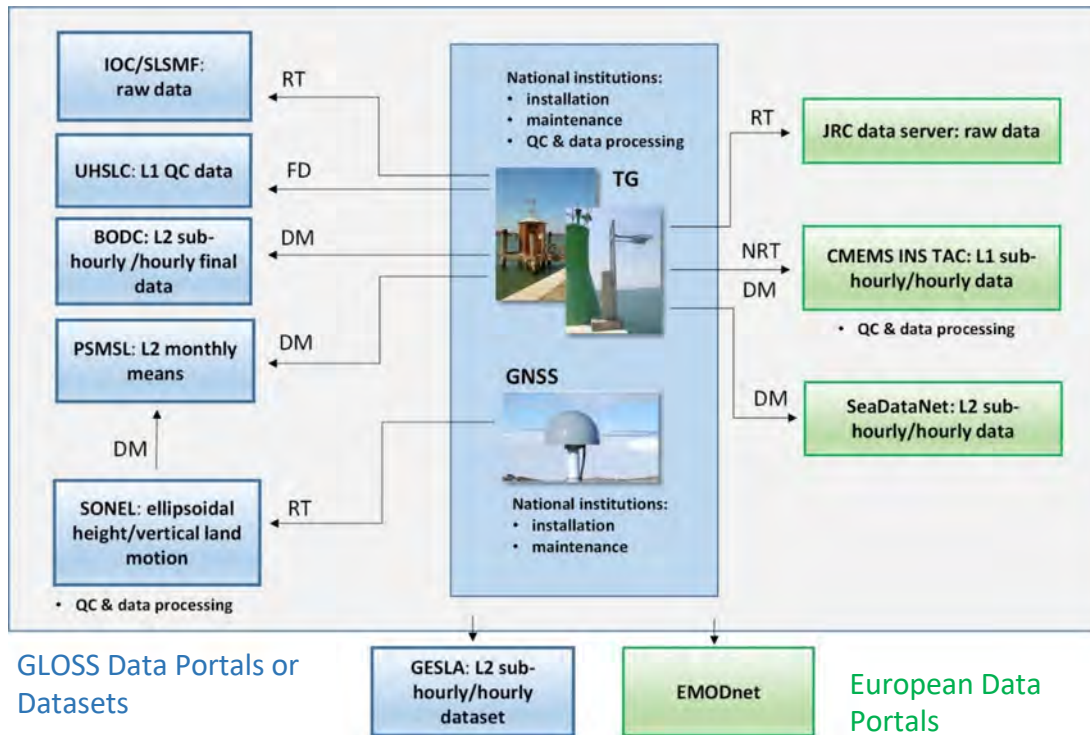 IOC/SLSMF:
raw data
RT
UHSLC: L1 QC data
FD
BODC: L2 sub-
hourly /hourly final
data
DM
PSMSL: L2 monthly
means
DM
DM
SONEL: ellipsoidal
height/vertical land
motion
RT
• QC & data processing
National institutions:
• installation
• maintenance
• QC & data processing
TG
GNSS
National institutions:
• installation
• maintenance
RT
JRC data server: raw data
NRT
DM
CMEMS INS TAC: L1 sub-
hourly/hourly data
• QC & data processing
DM
SeaDataNet: L2 sub-
hourly/hourly data
GLOSS Data Portals or
Datasets
GESLA: L2 sub-
hourly/hourly
dataset
EMODnet
European Data
Portals